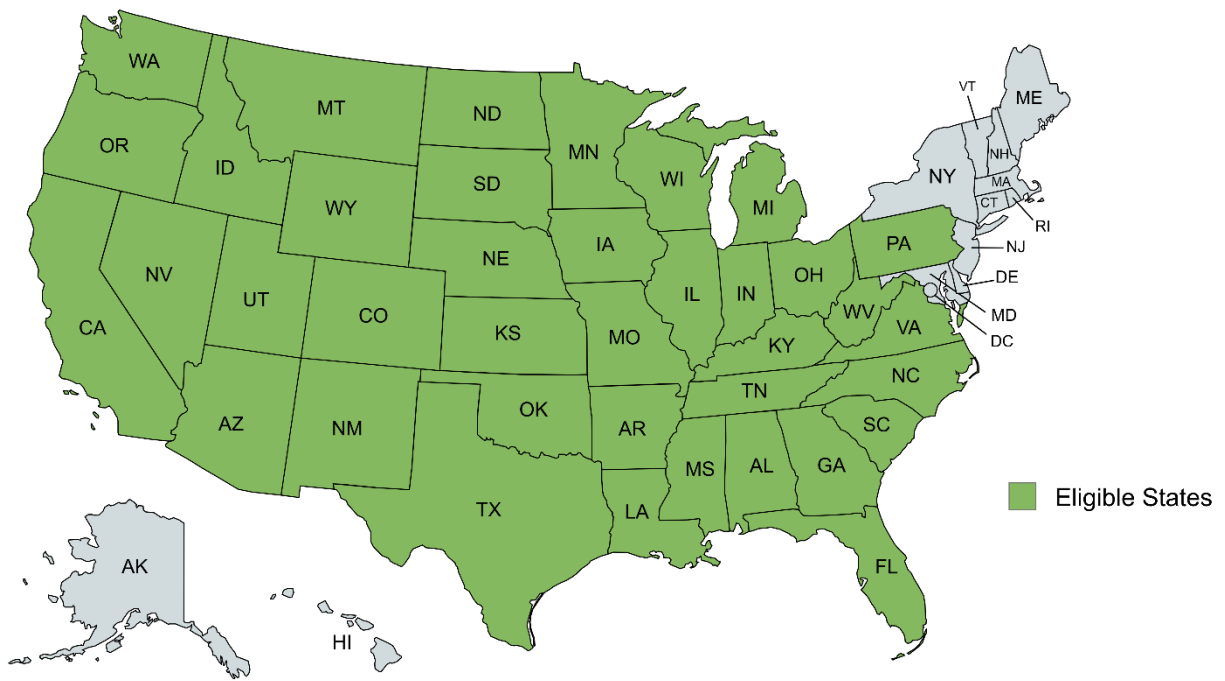 WA
MT
ND
MN
VT
ME
OR
ID
SD
WI
NH
NY
MA
WY
MI
CT
RI
IA
PA
NJ
NE
NV
OH
DE
UT
IL
IN
CO
WV
MD
CA
KS
MO
VA
DC
KY
NC
TN
AZ
NM
OK
AR
SC
MS
AL
GA
TX
LA
Eligible States
AK
FL
HI